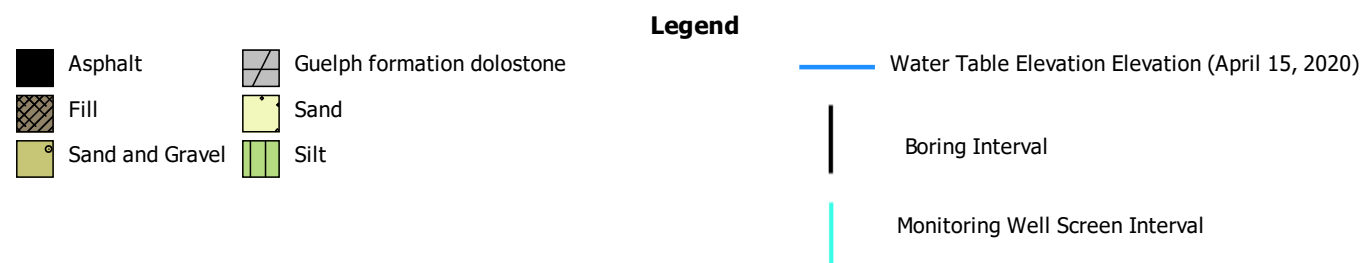 Legend
Asphalt
Fill
Sand and Gravel
Guelph formation dolostone
Sand
Silt
Water Table Elevation Elevation (April 15, 2020)
Boring Interval
Monitoring Well Screen Interval